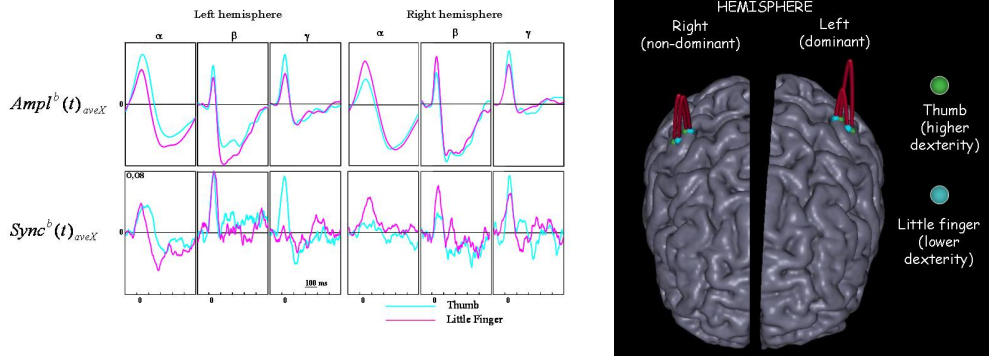 Left hemisphere
Right hemisphere
α β γ α β γ
Ampl^b(t)_aveX
0
0,08
Sync^b(t)_aveX
0
100 ms
0 0 0 0 0 0
Thumb
Little Finger
HEMISPHERE
Right
(non-dominant)
Left
(dominant)
Thumb
(higher
dexterity)
Little finger
(lower
dexterity)